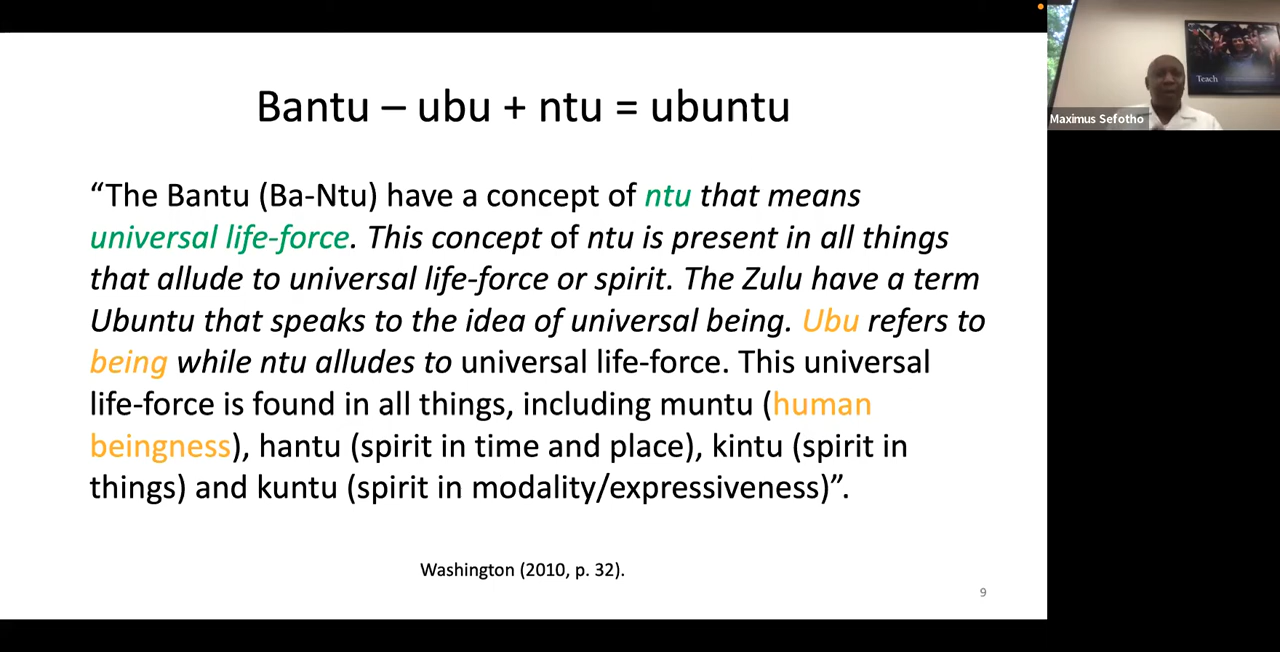 Bantu – ubu + ntu = ubuntu
“The Bantu (Ba-Ntu) have a concept of ntu that means
universal life-force. This concept of ntu is present in all things
that allude to universal life-force or spirit. The Zulu have a term
Ubuntu that speaks to the idea of universal being. Ubu refers to
being while ntu alludes to universal life-force. This universal
life-force is found in all things, including muntu (human
beingness), hantu (spirit in time and place), kintu (spirit in
things) and kuntu (spirit in modality/expressiveness)”.
Washington (2010, p. 32).
9
Teach
Maximus Sefotho